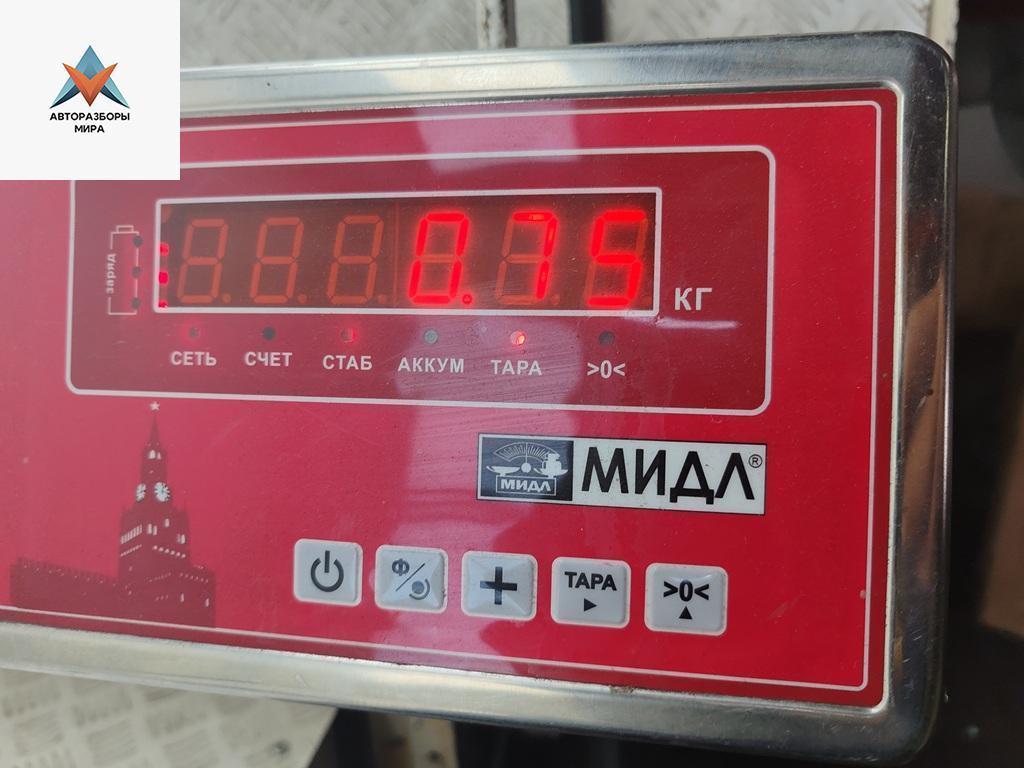 АВТОРАЗБОРЫ
МИРА
заряд
0.75
КГ
СЕТЬ СЧЕТ СТАБ АККУМ ТАРА >0<
МИДЛ МИДЛ®
Ф
+ ТАРА >0<